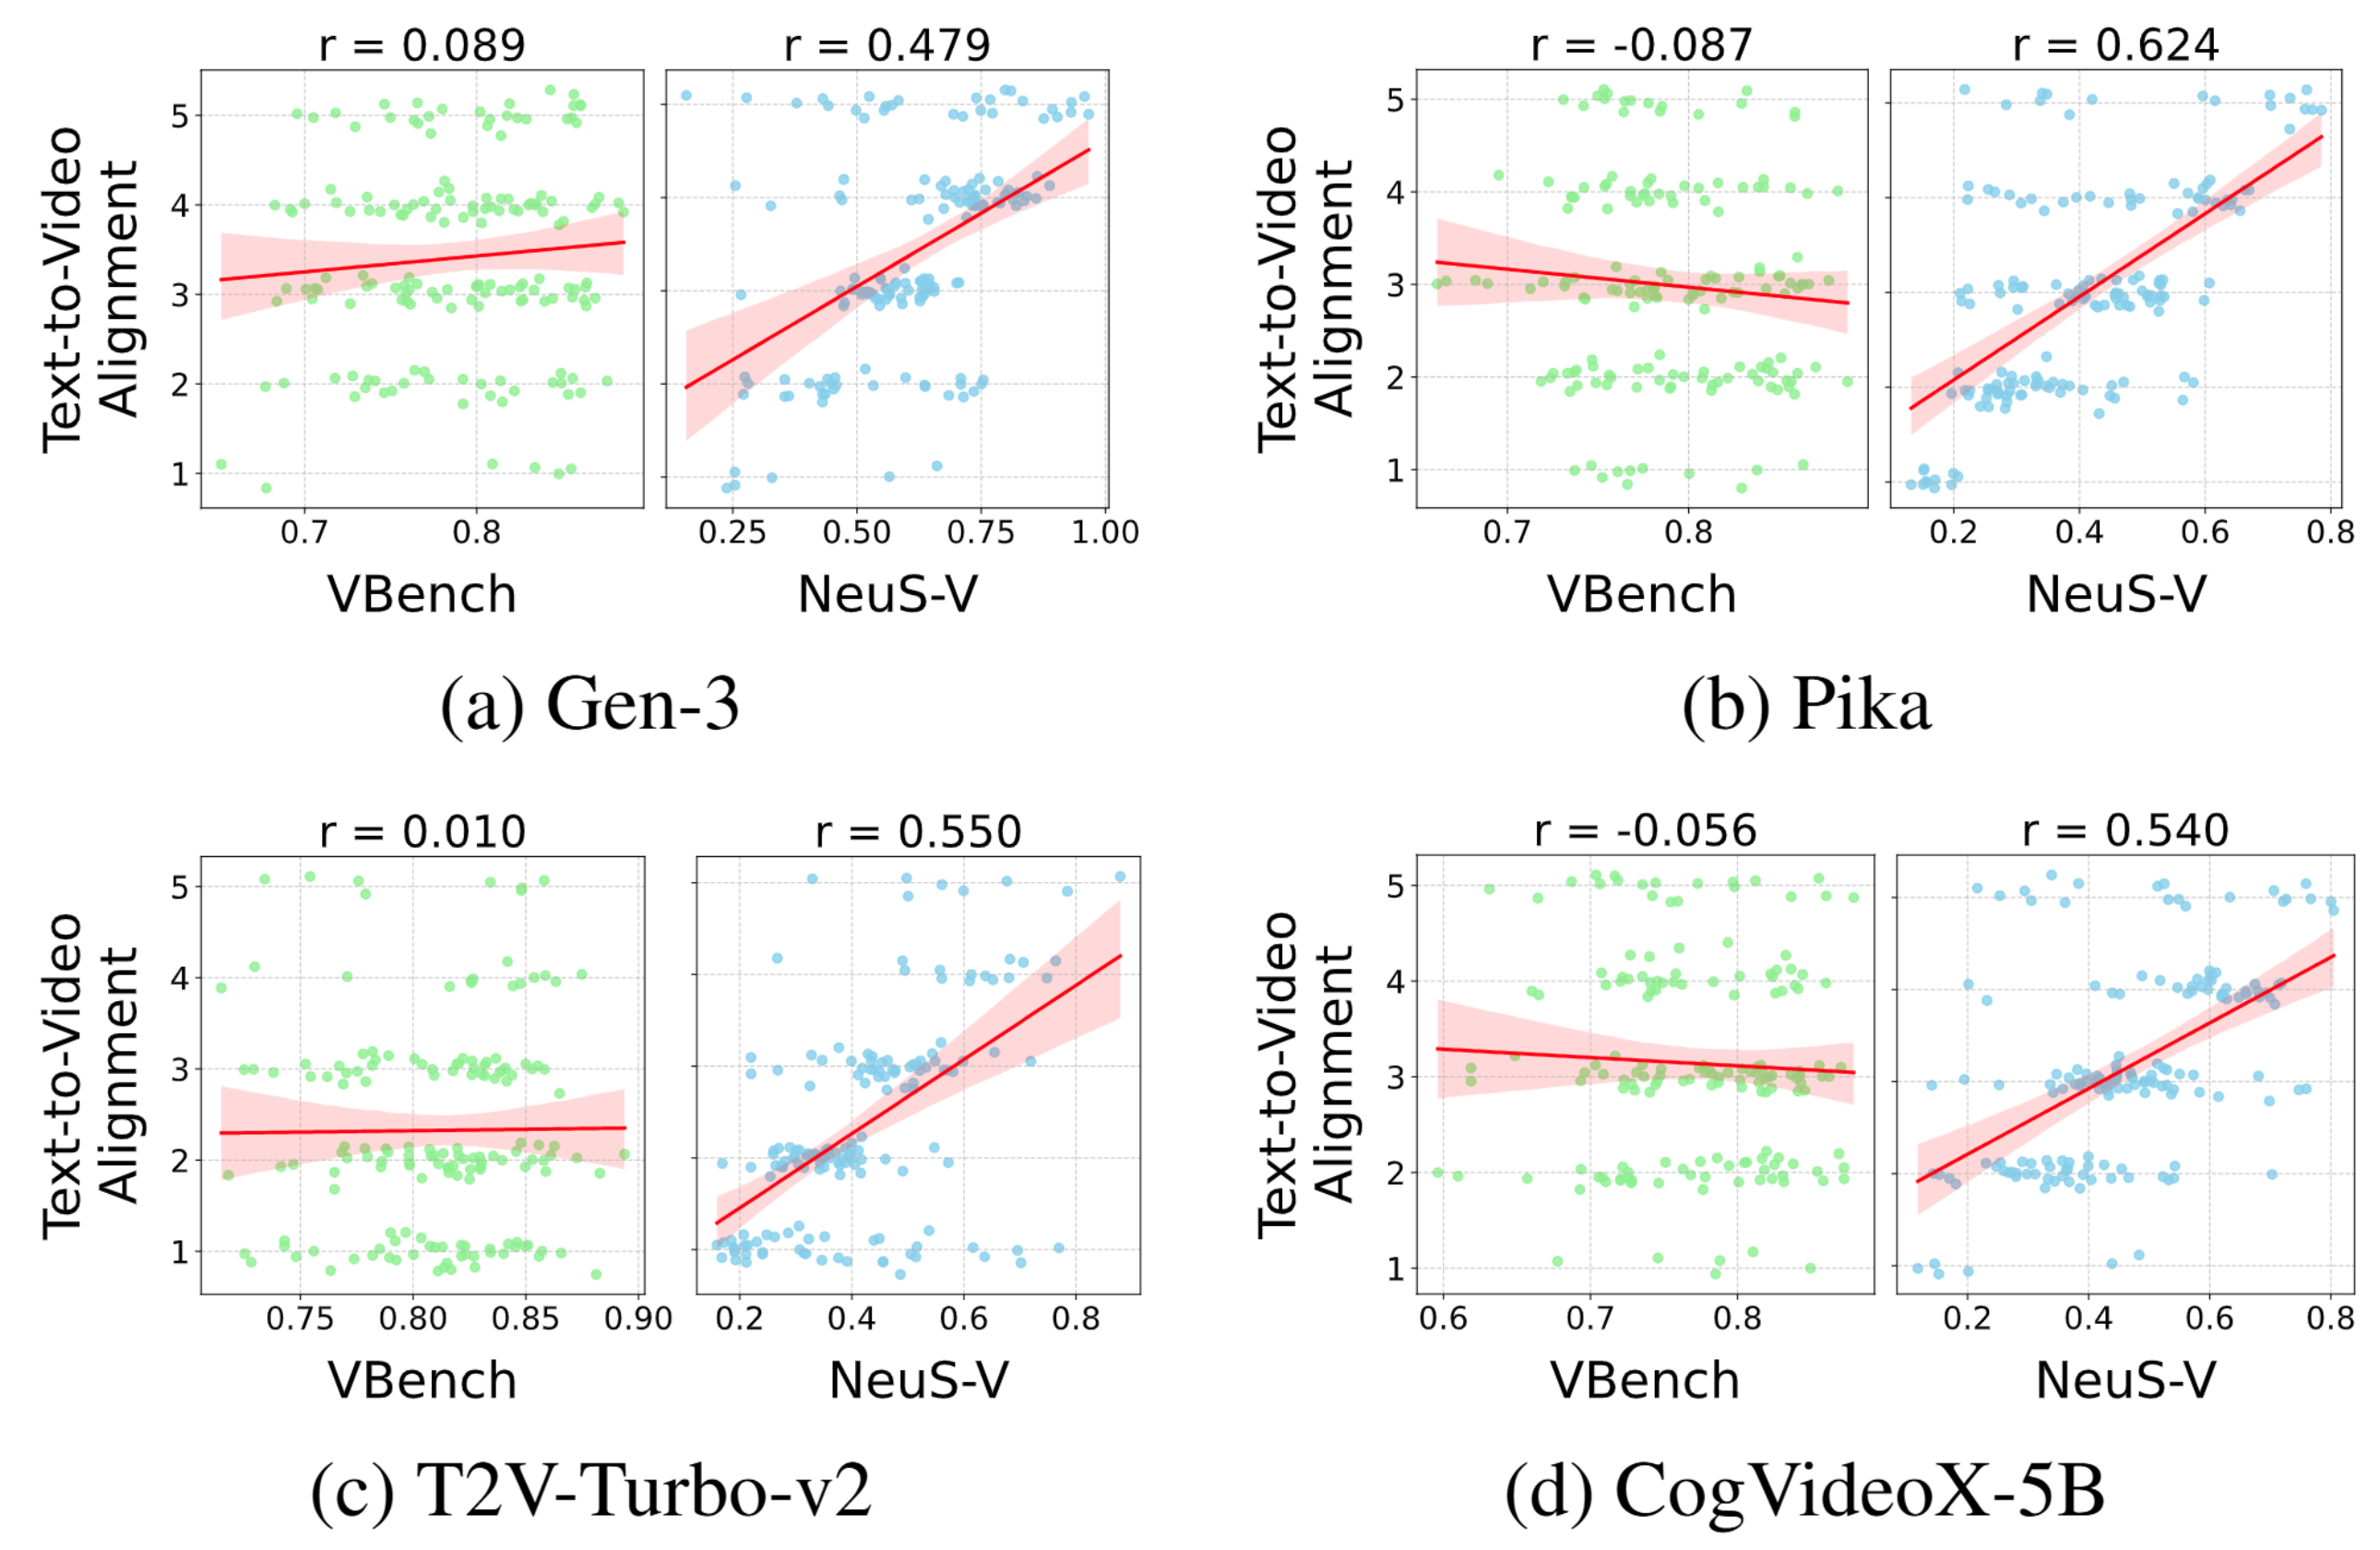 r = 0.089
r = 0.479
Text-to-Video
Alignment
5
4
3
2
1
0.7
0.8
0.25
0.50
0.75
1.00
VBench
NeuS-V
(a) Gen-3
r = -0.087
r = 0.624
Text-to-Video
Alignment
5
4
3
2
1
0.7
0.8
0.2
0.4
0.6
0.8
VBench
NeuS-V
(b) Pika
r = 0.010
r = 0.550
Text-to-Video
Alignment
5
4
3
2
1
0.75
0.80
0.85
0.90
0.2
0.4
0.6
0.8
VBench
NeuS-V
(c) T2V-Turbo-v2
r = -0.056
r = 0.540
Text-to-Video
Alignment
5
4
3
2
1
0.6
0.7
0.8
0.2
0.4
0.6
0.8
VBench
NeuS-V
(d) CogVideoX-5B